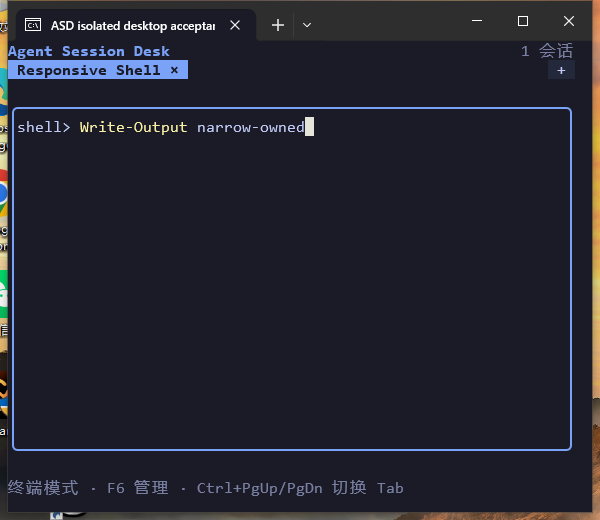 ASD isolated desktop acceptar
Agent Session Desk 1 会话
Responsive Shell × +
shell> Write-Output narrow-owned
终端模式 · F6 管理 · Ctrl+PgUp/PgDn 切换 Tab